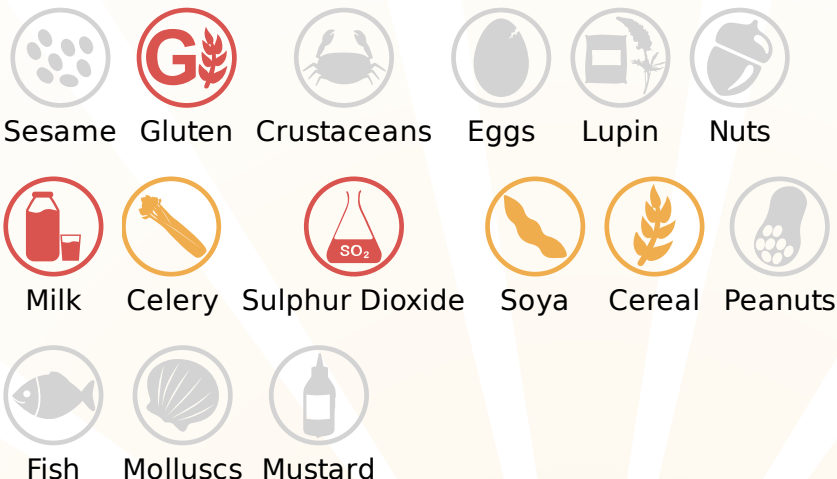 G
Sesame Gluten Crustaceans Eggs Lupin Nuts
SO₂
Milk Celery Sulphur Dioxide Soya Cereal Peanuts
Fish Molluscs Mustard